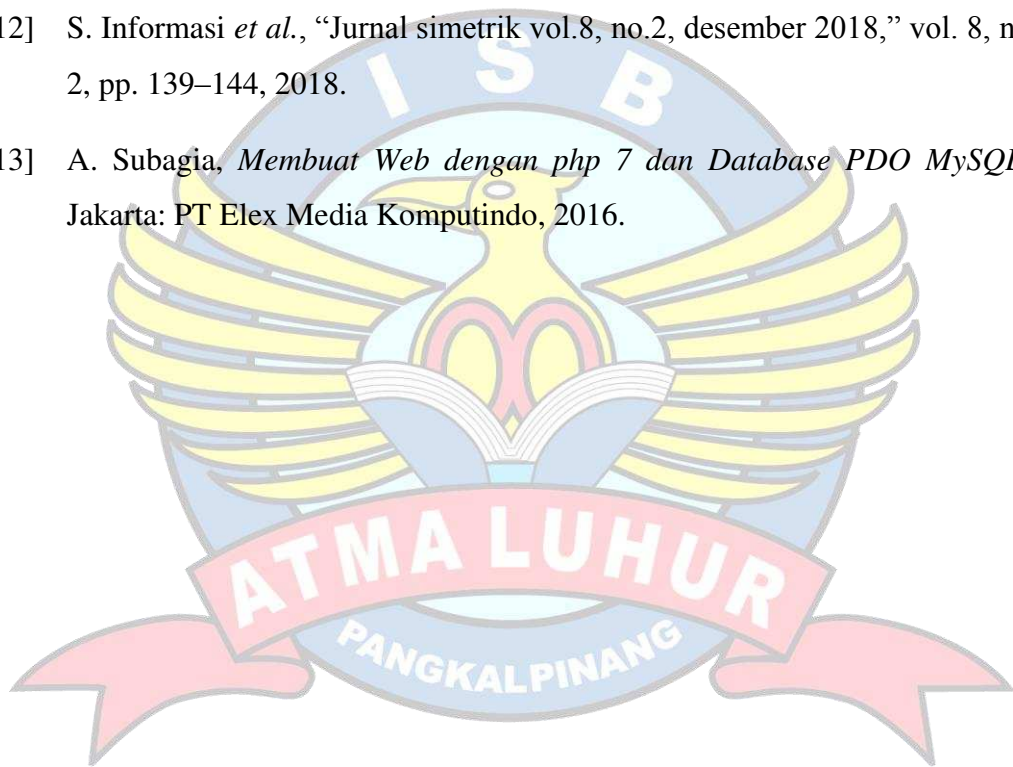 12] S. Informasi et al., “Jurnal simetrik vol.8, no.2, desember 2018,” vol. 8, n
2, pp. 139–144, 2018.
13] A. Subagia, Membuat Web dengan php 7 dan Database PDO MySQL
Jakarta: PT Elex Media Komputindo, 2016.
I S B
ATMA LUHUR
PANGKALPINANG